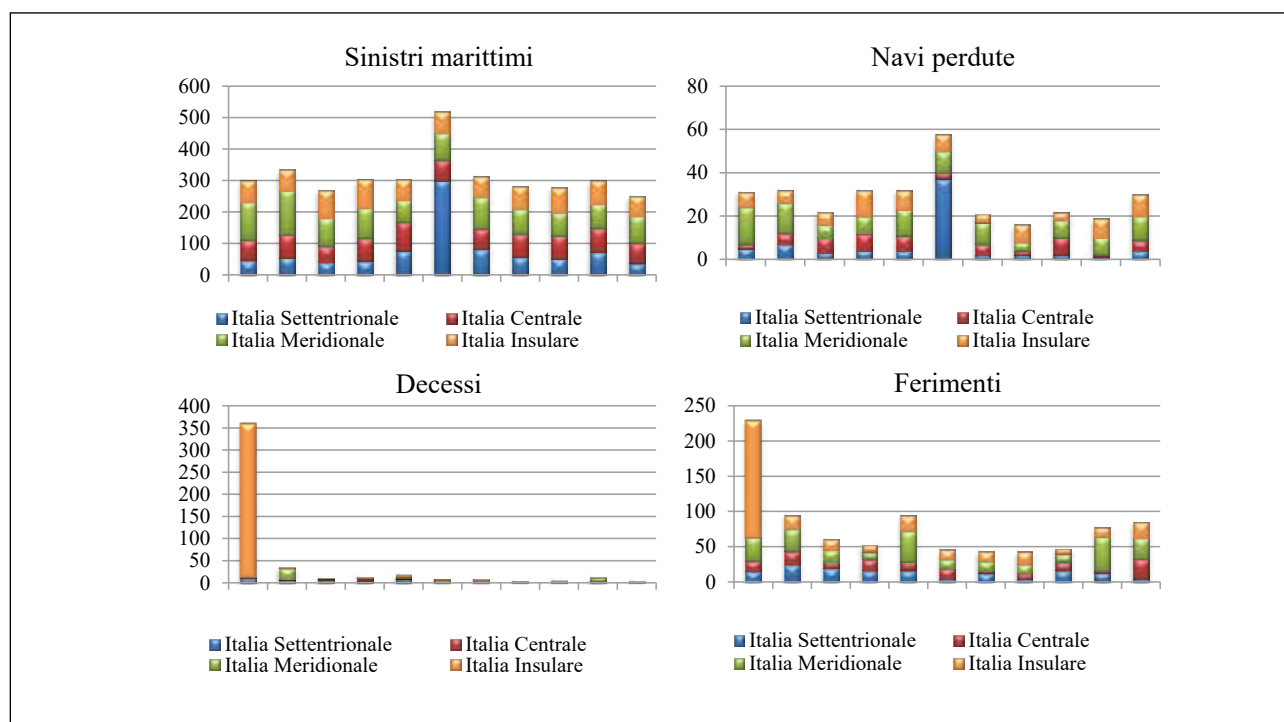 Sinistri marittimi
600
500
400
300
200
100
0
Italia Settentrionale Italia Centrale
Italia Meridionale Italia Insulare
Navi perdute
80
60
40
20
0
Italia Settentrionale Italia Centrale
Italia Meridionale Italia Insulare
Decessi
400
350
300
250
200
150
100
50
0
Italia Settentrionale Italia Centrale
Italia Meridionale Italia Insulare
Ferimenti
250
200
150
100
50
0
Italia Settentrionale Italia Centrale
Italia Meridionale Italia Insulare